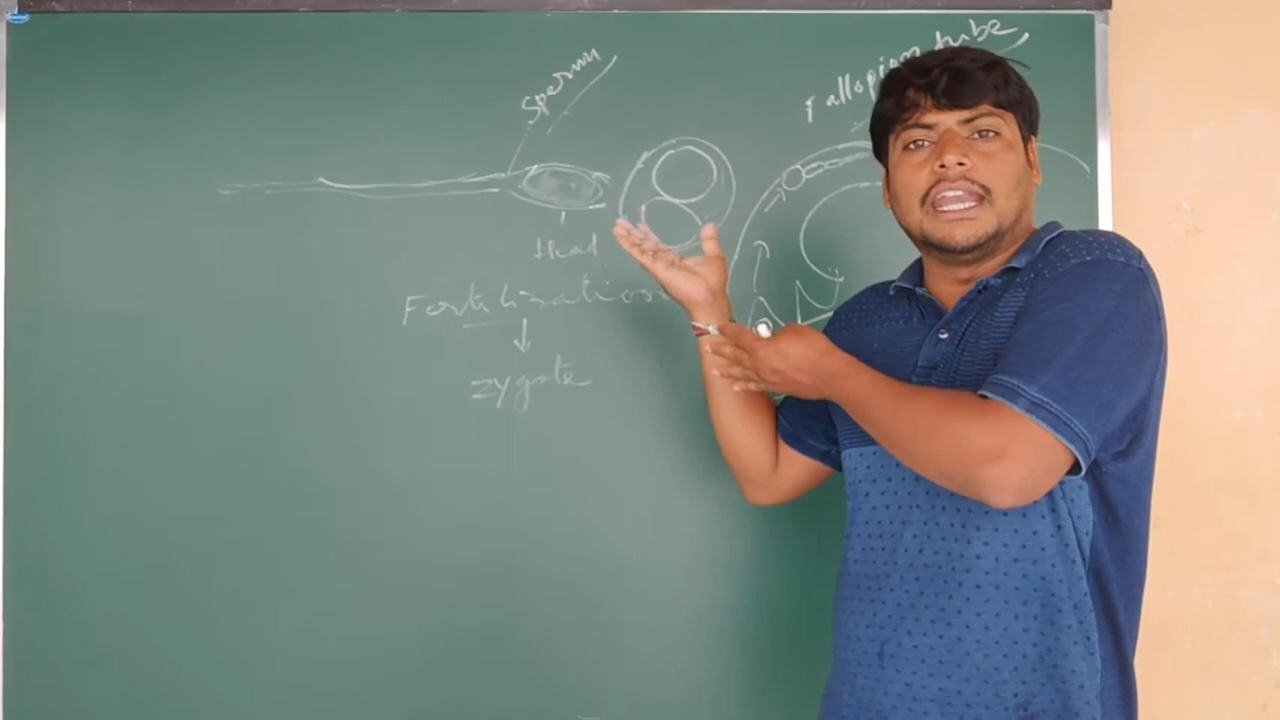 Sperm
Fallopian tube
Head
Fertilization
↓
zygote